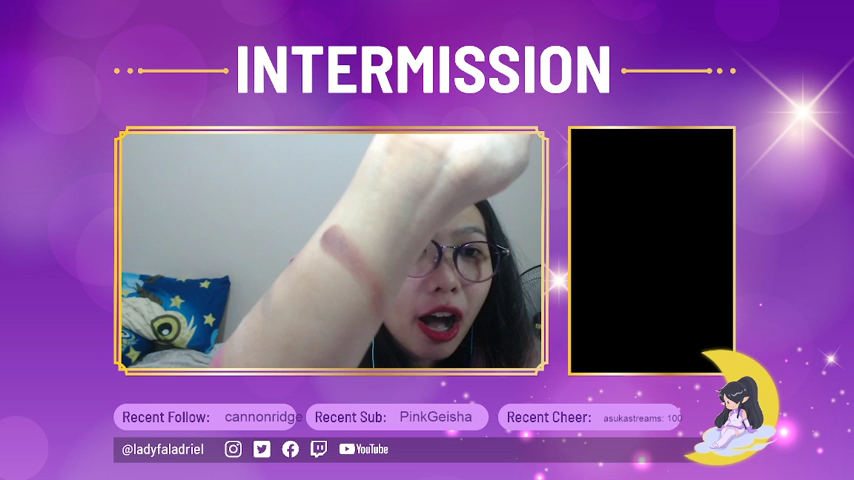 INTERMISSION
Recent Follow: cannonridge
Recent Sub: PinkGeisha
Recent Cheer: asukastreams: 100
@ladyfaladriel
YouTube